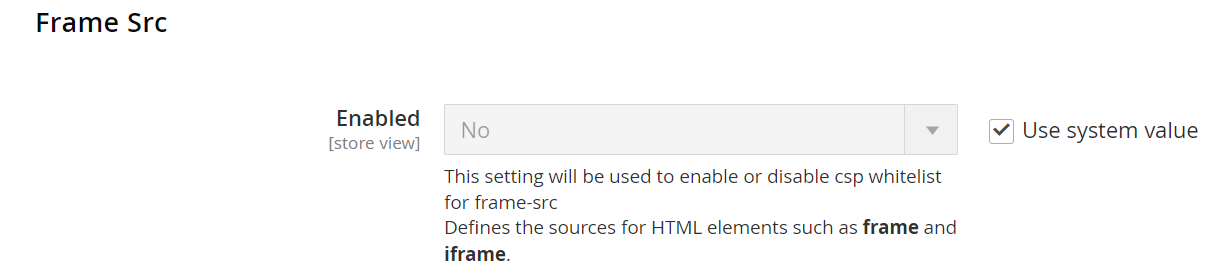 Frame Src
Enabled
[store view]
No
Use system value
This setting will be used to enable or disable csp whitelist
for frame-src
Defines the sources for HTML elements such as frame and
iframe.